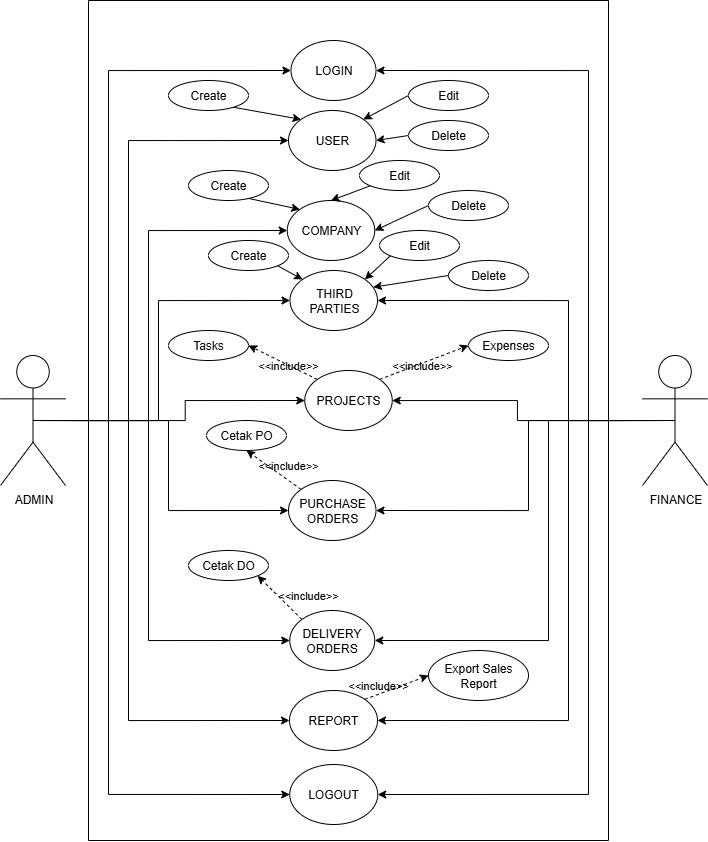 LOGIN
Create
Edit
USER
Delete
Create
Edit
Delete
COMPANY
Create
Edit
Delete
THIRD
PARTIES
Tasks
<<include>>
<<include>>
Expenses
PROJECTS
Cetak PO
<<include>>
PURCHASE
ORDERS
ADMIN
FINANCE
Cetak DO
<<include>>
DELIVERY
ORDERS
Export Sales
Report
<<include>>
REPORT
LOGOUT